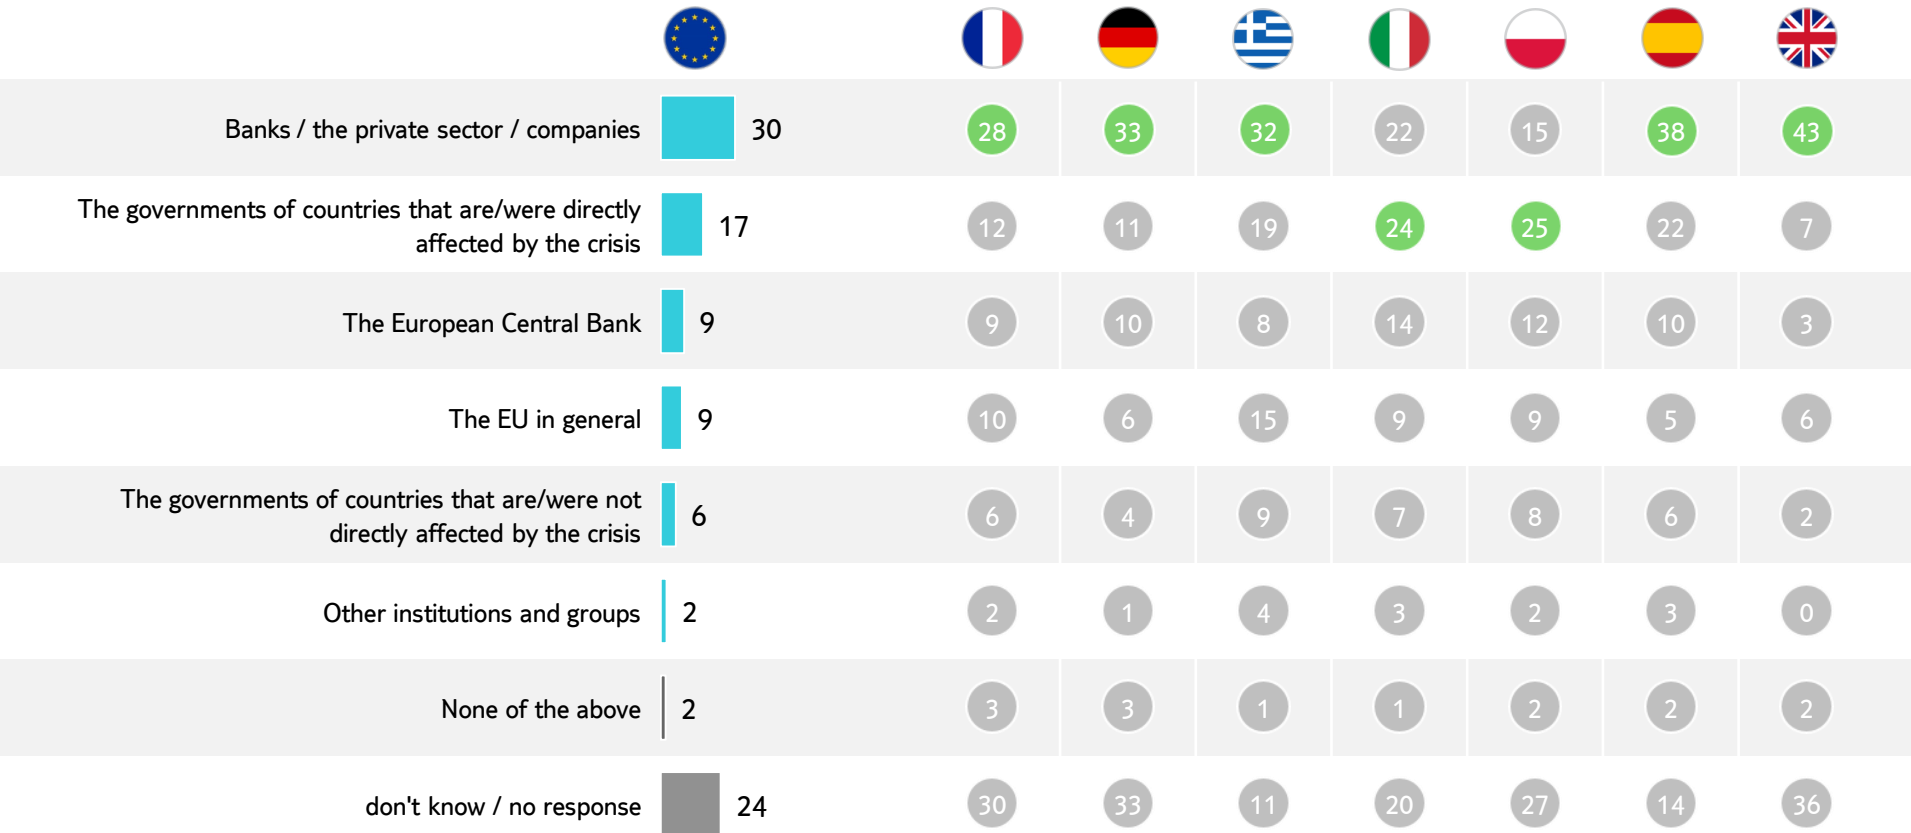 Banks / the private sector / companies 30 28 33 32 22 15 38 43
The governments of countries that are/were directly
affected by the crisis 17 12 11 19 24 25 22 7
The European Central Bank 9 9 10 8 14 12 10 3
The EU in general 9 10 6 15 9 9 5 6
The governments of countries that are/were not
directly affected by the crisis 6 6 4 9 7 8 6 2
Other institutions and groups 2 2 1 4 3 2 3 0
None of the above 2 3 3 1 1 2 2 2
don't know / no response 24 30 33 11 20 27 14 36